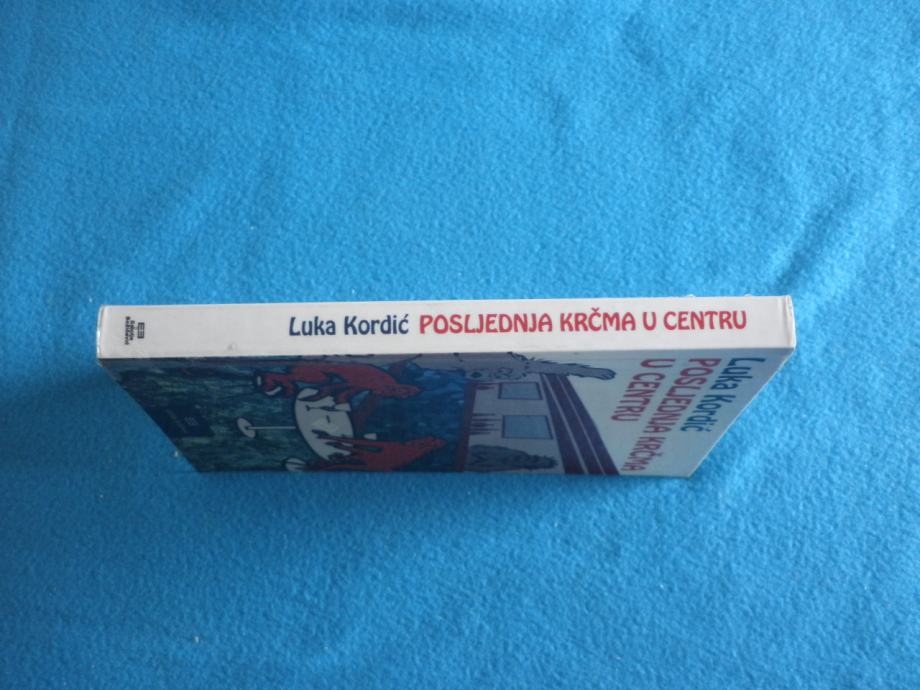 Luka Kordić POSLJEDNJA KRČMA U CENTRU
Luka Kordić
POSLJEDNJA KRČMA
U CENTRU